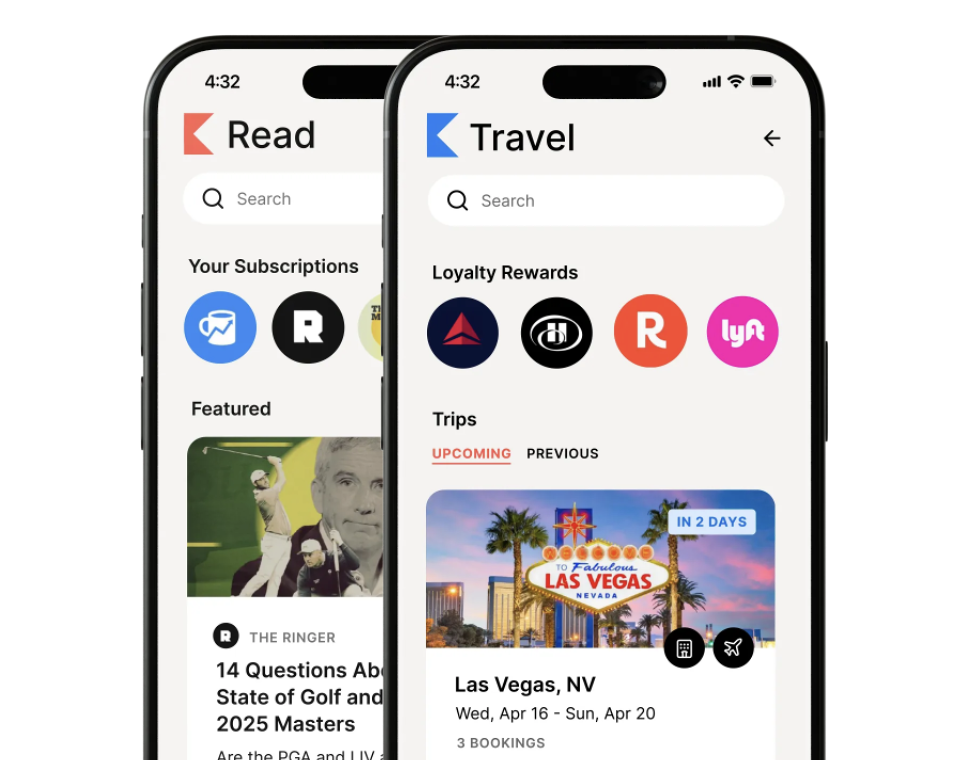 4:32
Read
Search
Your Subscriptions
R
TH
M
Featured
R THE RINGER
14 Questions Abo
State of Golf and
2025 Masters
Are the PGA and LIV a
4:32
Travel
Search
Loyalty Rewards
H
R
lyft
Trips
UPCOMING PREVIOUS
IN 2 DAYS
TO Fabulous
LAS VEGAS
NEVADA
Las Vegas, NV
Wed, Apr 16 - Sun, Apr 20
3 BOOKINGS